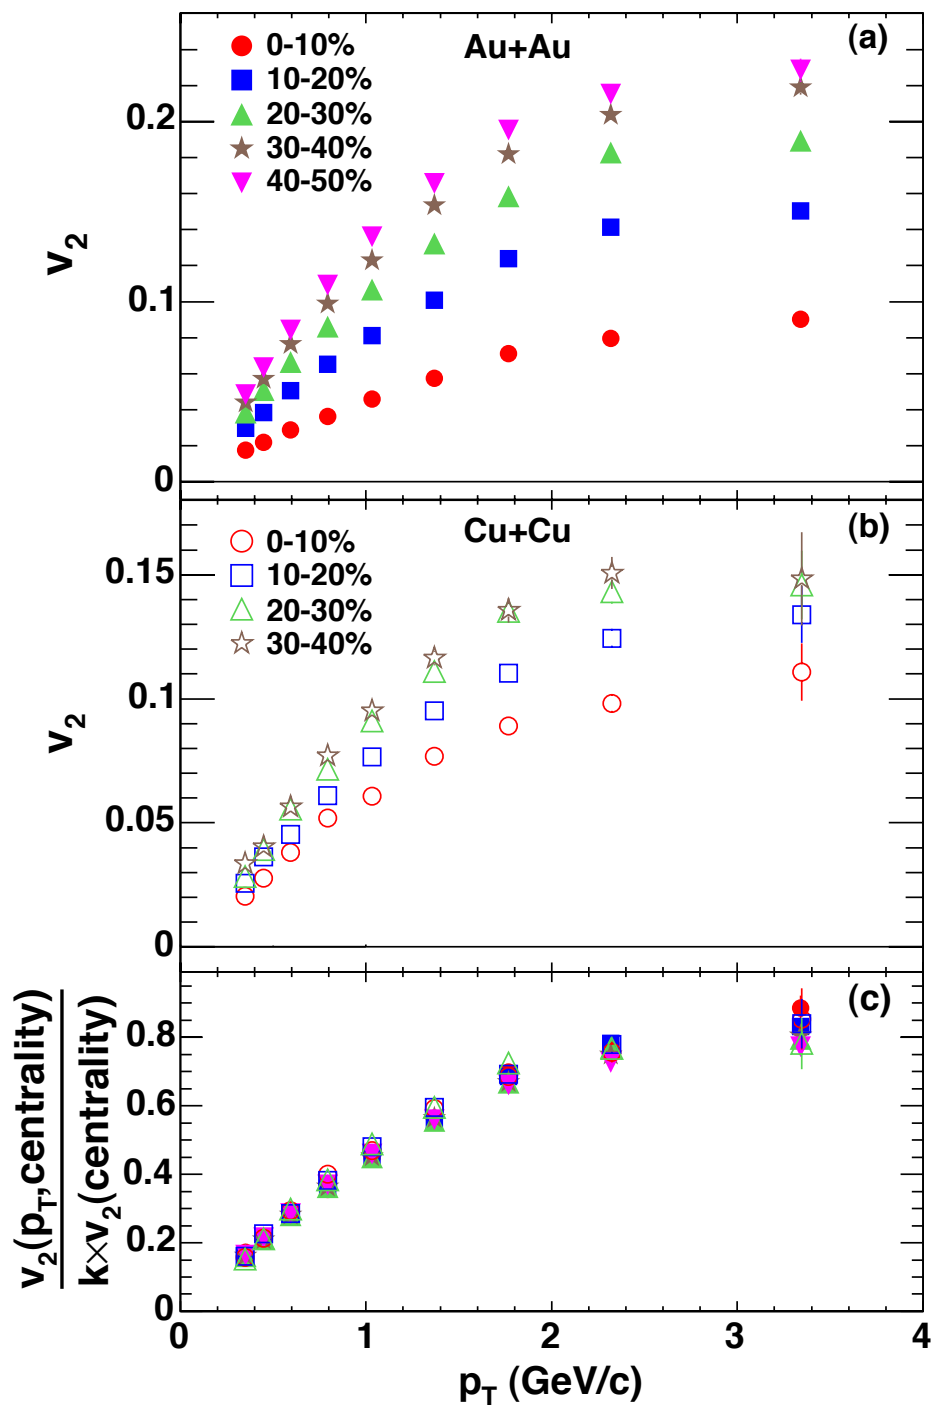 (a)
Au+Au
0-10%
10-20%
20-30%
30-40%
40-50%
0.2
0.1
0
v2
(b)
Cu+Cu
0-10%
10-20%
20-30%
30-40%
0.15
0.1
0.05
0
v2
(c)
0.8
0.6
0.4
0.2
0
v2(pT,centrality)
k×v2(centrality)
0 1 2 3 4
pT (GeV/c)